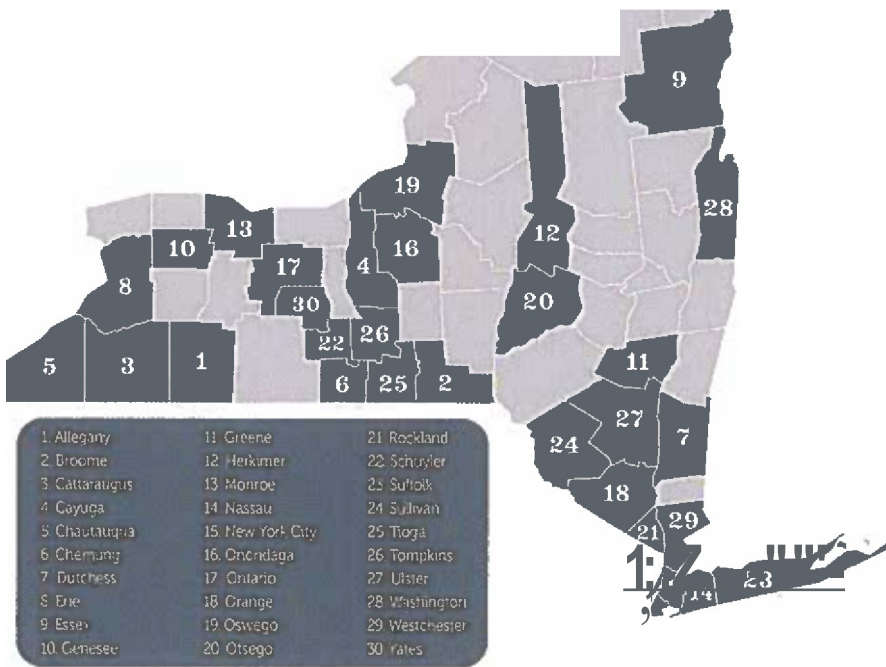 9
19
28
13
12
10
16
17
4
8
30
20
26
22
11
5
3
1
6
25
2
27
7
24
18
29
21
23
14
1. Allegany
2. Broome
3. Cattaraugus
4. Cayuga
5. Chautauqua
6. Chemung
7. Dutchess
8. Erie
9. Essex
10. Genesee
11. Greene
12. Herkimer
13. Monroe
14. Nassau
15. New York City
16. Onondaga
17. Ontario
18. Orange
19. Oswego
20. Otsego
21. Rockland
22. Schuyler
23. Suffolk
24. Sullivan
25. Tioga
26. Tompkins
27. Ulster
28. Washington
29. Westchester
30. Yates